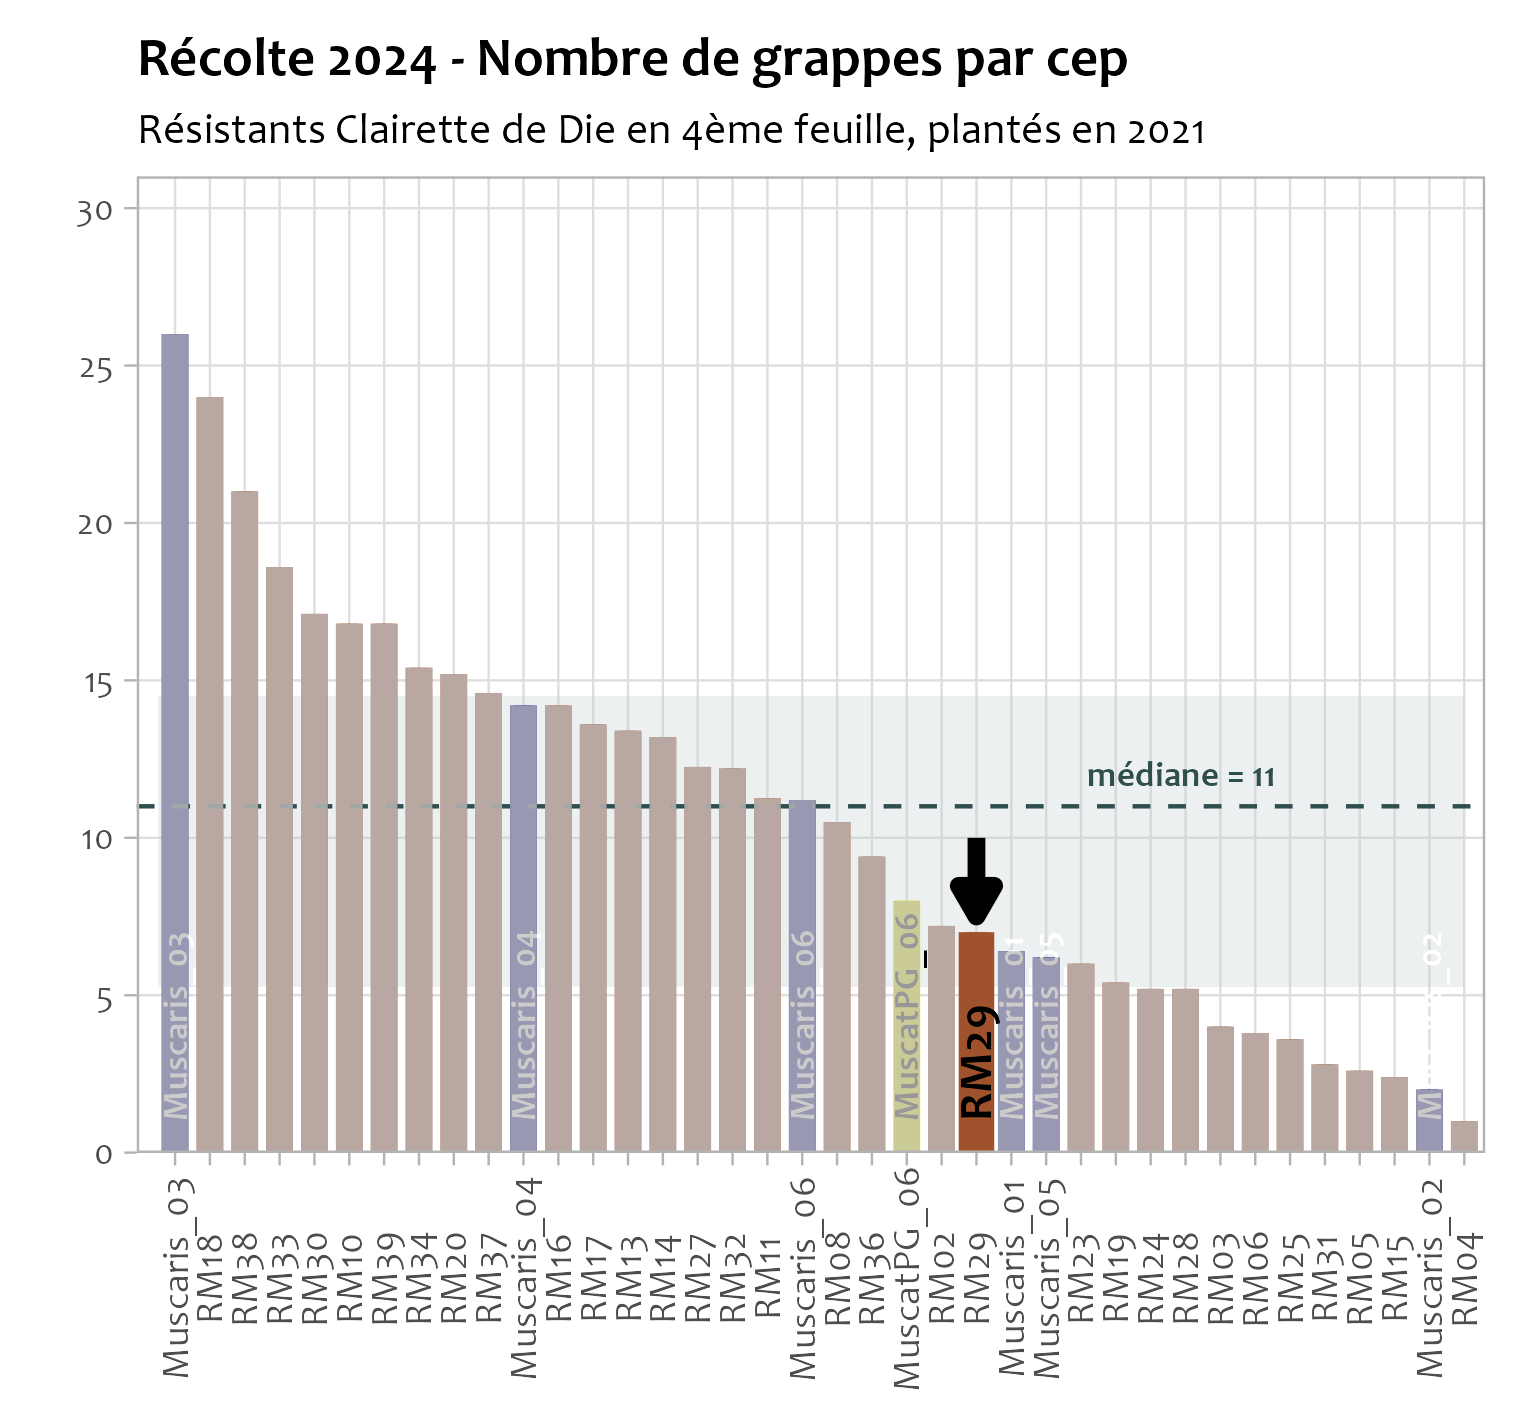 Récolte 2024 - Nombre de grappes par cep
Résistants Clairette de Die en 4ème feuille, plantés en 2021
30
25
20
15
10
5
0
médiane = 11
Muscaris_03
Muscaris_04
Muscaris_06
MuscatPG_06
RM29
Muscaris_01
Muscaris_05
Muscaris_02
Muscaris_03
RM18
RM38
RM33
RM30
RM10
RM39
RM34
RM20
RM37
Muscaris_04
RM16
RM17
RM13
RM14
RM27
RM32
RM11
Muscaris_06
RM08
RM36
MuscatPG_06
RM02
RM29
Muscaris_01
Muscaris_05
RM23
RM19
RM24
RM28
RM03
RM06
RM25
RM31
RM05
RM15
Muscaris_02
RM04